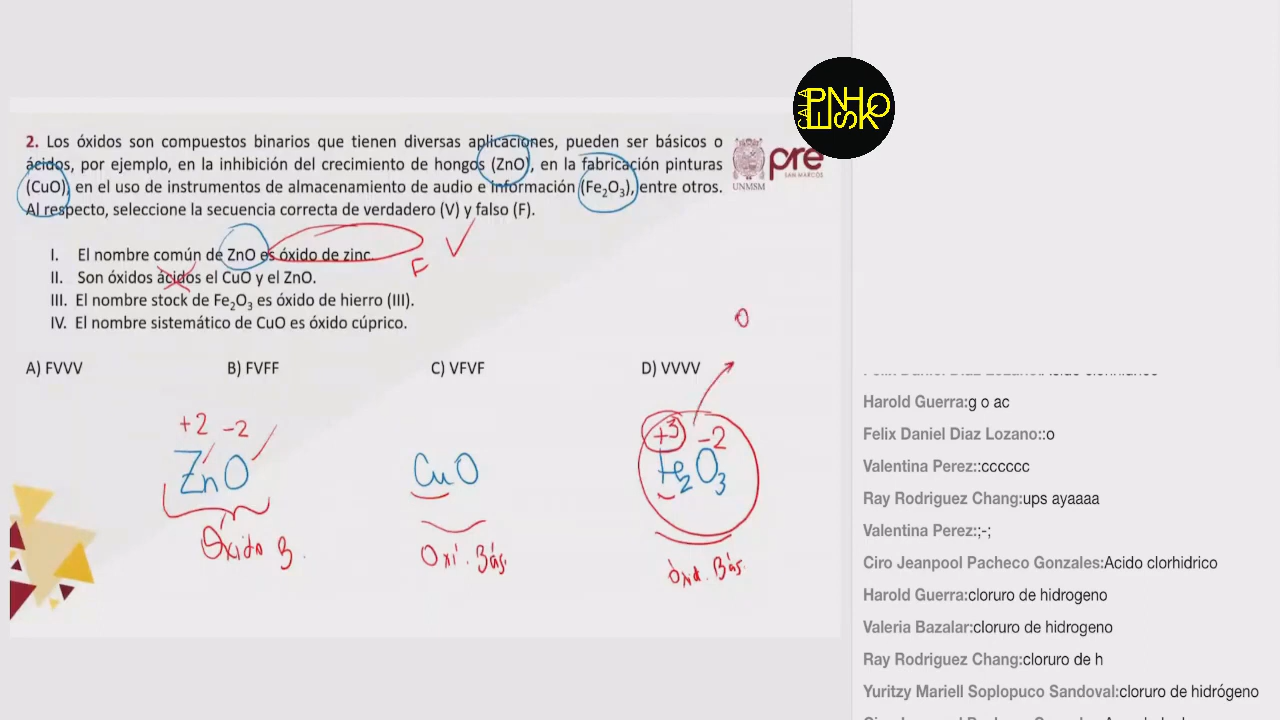 CALA
PEN
ESKHO
2. Los óxidos son compuestos binarios que tienen diversas aplicaciones, pueden ser básicos o
ácidos, por ejemplo, en la inhibición del crecimiento de hongos (ZnO), en la fabricación pinturas
(CuO), en el uso de instrumentos de almacenamiento de audio e información (Fe2O3), entre otros.
Al respecto, seleccione la secuencia correcta de verdadero (V) y falso (F).
UNMSM
pre
SAN MARCOS
I. El nombre común de ZnO es óxido de zinc.
F
II. Son óxidos ácidos el CuO y el ZnO.
III. El nombre stock de Fe2O3 es óxido de hierro (III).
IV. El nombre sistemático de CuO es óxido cúprico.
O
A) FVVV B) FVFF C) VFVF D) VVVV
+2 -2
+3 -2
ZnO CuO Fe2O3
Oxido B.
Oxi. Bás.
Oxid. Bás.
Harold Guerra:g o ac
Felix Daniel Diaz Lozano::o
Valentina Perez::cccccc
Ray Rodriguez Chang:ups ayaaaa
Valentina Perez:;-;
Ciro Jeanpool Pacheco Gonzales:Acido clorhidrico
Harold Guerra:cloruro de hidrogeno
Valeria Bazalar:cloruro de hidrogeno
Ray Rodriguez Chang:cloruro de h
Yuritzy Mariell Soplopuco Sandoval:cloruro de hidrógeno